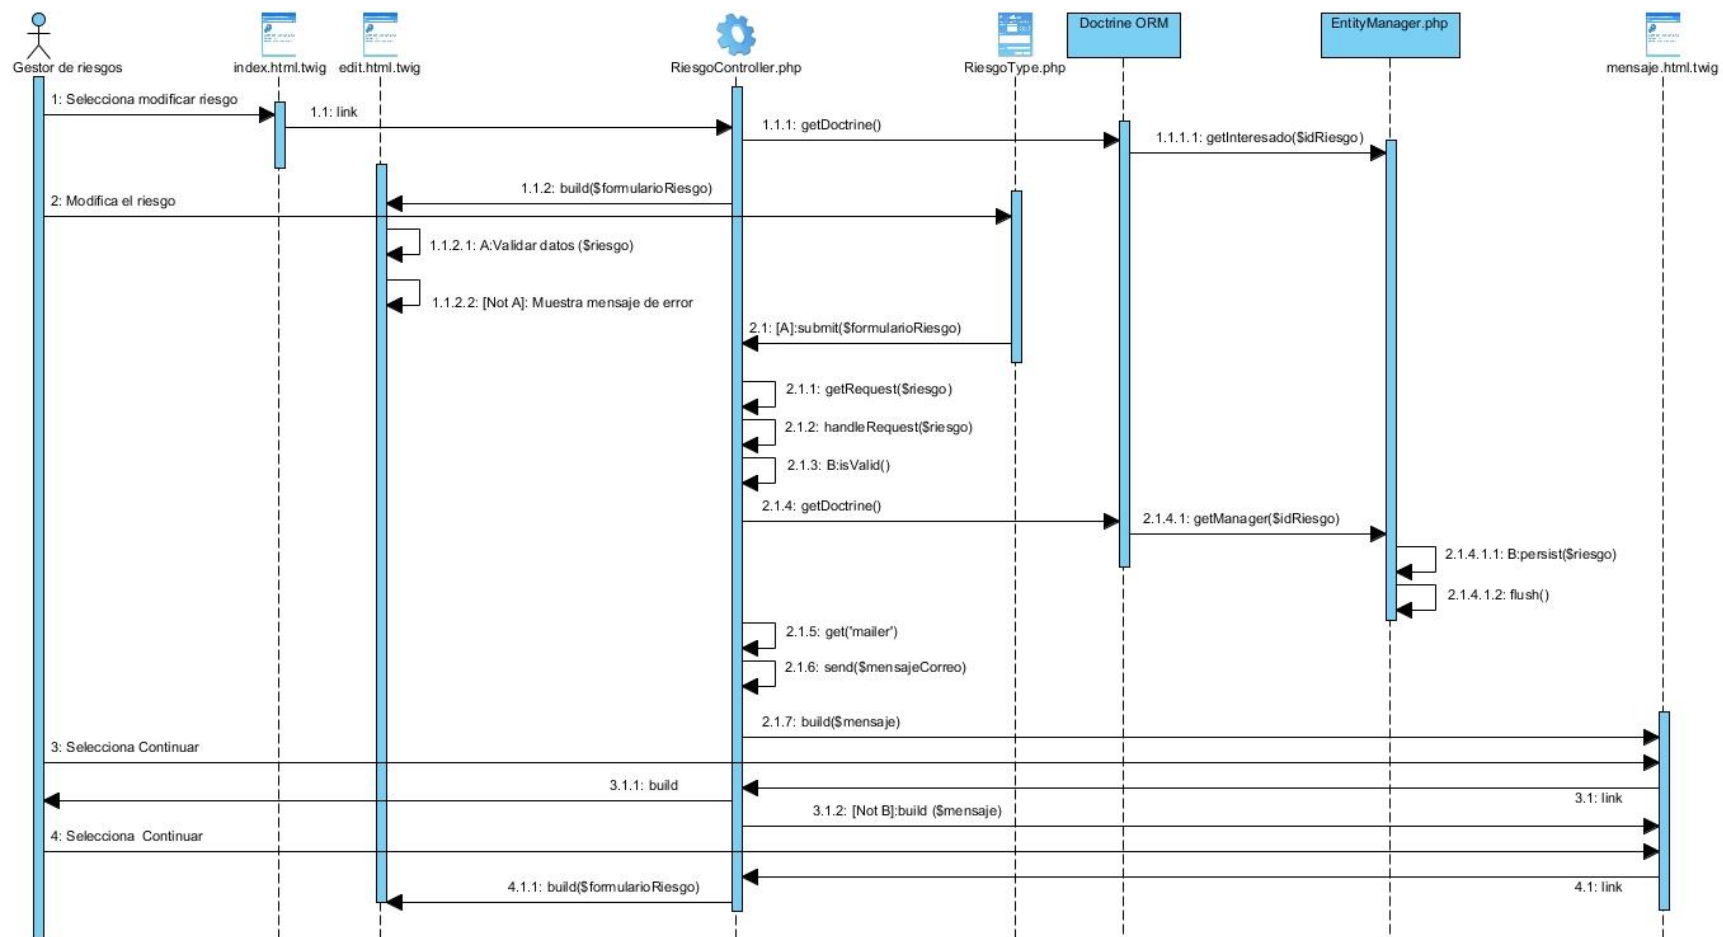 Doctrine ORM
EntityManager.php
Gestor de riesgos
index.html.twig
edit.html.twig
RiesgoController.php
RiesgoType.php
mensaje.html.twig
1: Selecciona modificar riesgo
1.1: link
1.1.1: getDoctrine()
1.1.1.1: getInteresado($idRiesgo)
1.1.2: build($formularioRiesgo)
2: Modifica el riesgo
1.1.2.1: A:Validar datos ($riesgo)
1.1.2.2: [Not A]: Muestra mensaje de error
2.1: [A]:submit($formularioRiesgo)
2.1.1: getRequest($riesgo)
2.1.2: handleRequest($riesgo)
2.1.3: B:isValid()
2.1.4: getDoctrine()
2.1.4.1: getManager($idRiesgo)
2.1.4.1.1: B:persist($riesgo)
2.1.4.1.2: flush()
2.1.5: get("mailer")
2.1.6: send($mensajeCorreo)
2.1.7: build($mensaje)
3: Selecciona Continuar
3.1.1: build
3.1: link
3.1.2: [Not B]:build ($mensaje)
4: Selecciona Continuar
4.1.1: build($formularioRiesgo)
4.1: link